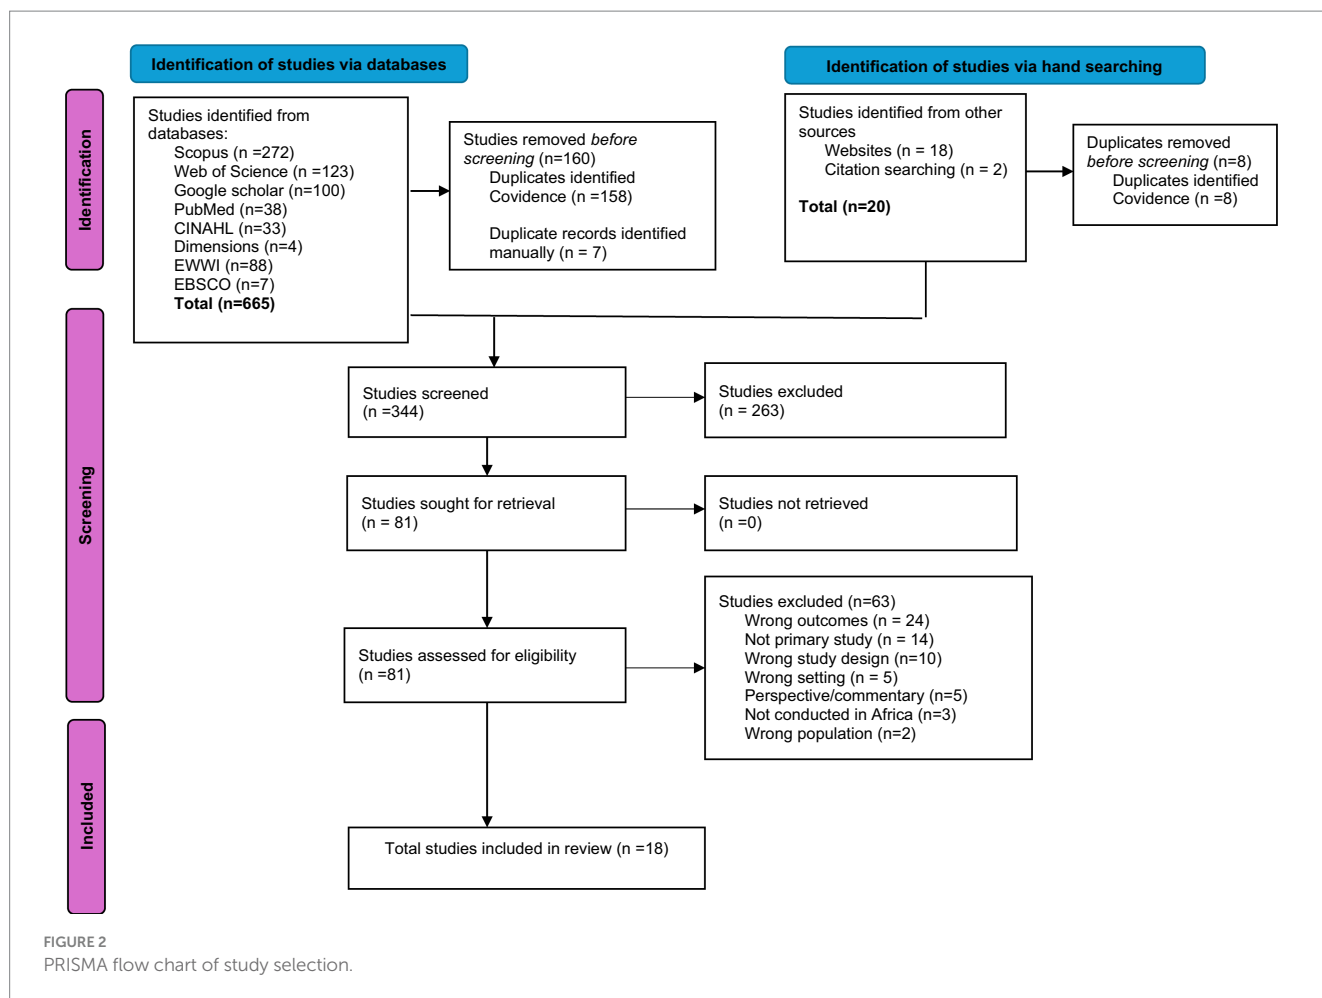 Identification of studies via databases
Identification of studies via hand searching
Identification
Studies identified from
databases:
Scopus (n =272)
Web of Science (n =123)
Google scholar (n=100)
PubMed (n=38)
CINAHL (n=33)
Dimensions (n=4)
EWWI (n=88)
EBSCO (n=7)
Total (n=665)
Studies removed before
screening (n=160)
Duplicates identified
Covidence (n =158)
Duplicate records identified
manually (n = 7)
Studies identified from other
sources
Websites (n = 18)
Citation searching (n = 2)
Total (n=20)
Duplicates removed
before screening (n=8)
Duplicates identified
Covidence (n =8)
Screening
Studies screened
(n =344)
Studies excluded
(n = 263)
Studies sought for retrieval
(n = 81)
Studies not retrieved
(n =0)
Studies assessed for eligibility
(n =81)
Studies excluded (n=63)
Wrong outcomes (n = 24)
Not primary study (n = 14)
Wrong study design (n=10)
Wrong setting (n = 5)
Perspective/commentary (n=5)
Not conducted in Africa (n=3)
Wrong population (n=2)
Included
Total studies included in review (n =18)
FIGURE 2
PRISMA flow chart of study selection.